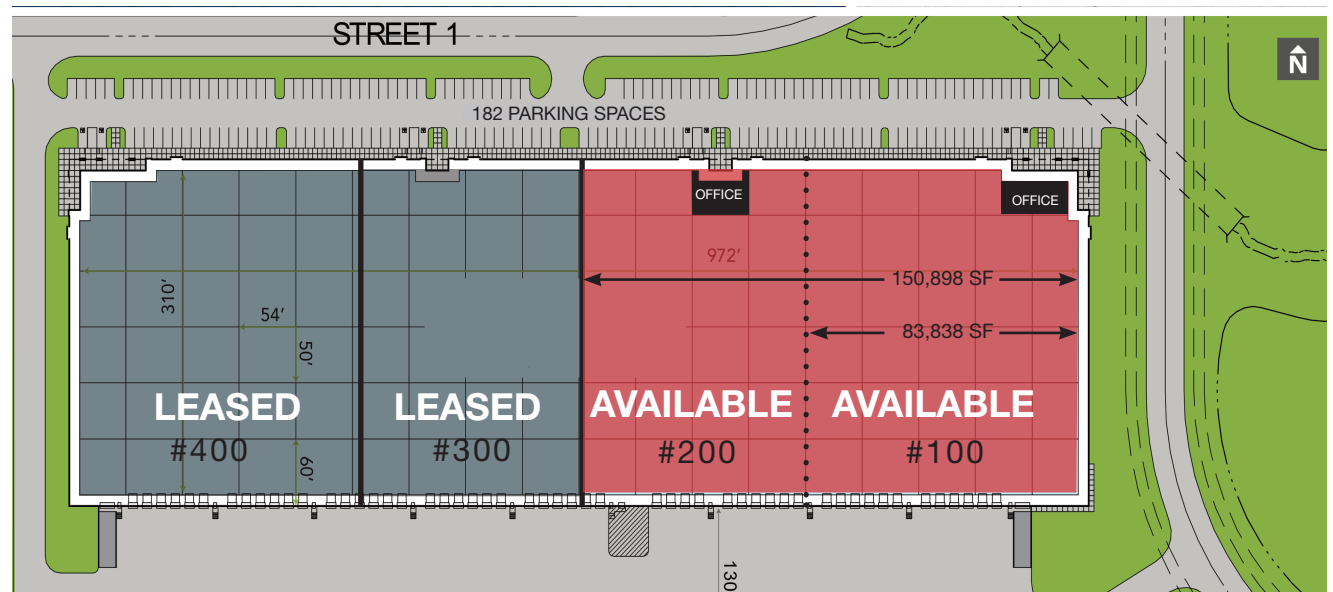 STREET 1
N
182 PARKING SPACES
OFFICE
OFFICE
972'
150,898 SF
310'
54'
50'
83,838 SF
LEASED
LEASED
AVAILABLE
AVAILABLE
#400
#300
#200
#100
60'
130